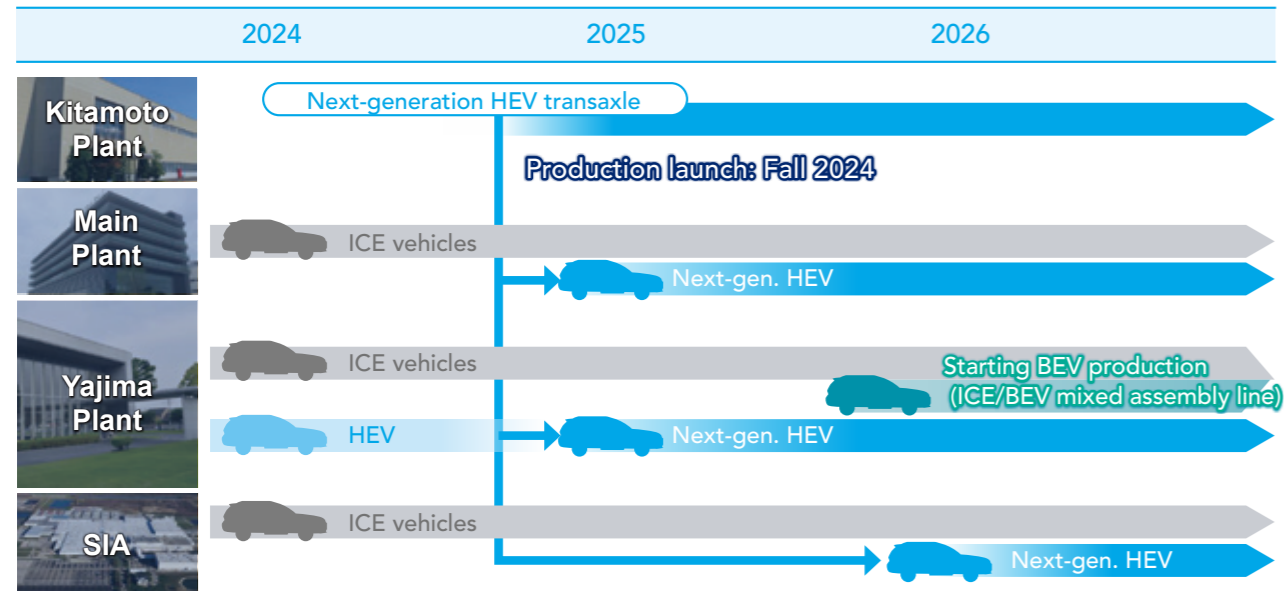 2024 2025 2026
Kitamoto
Plant
Next-generation HEV transaxle
Production launch: Fall 2024
Main
Plant
ICE vehicles
Next-gen. HEV
Yajima
Plant
ICE vehicles
Starting BEV production
(ICE/BEV mixed assembly line)
HEV
Next-gen. HEV
SIA
ICE vehicles
Next-gen. HEV